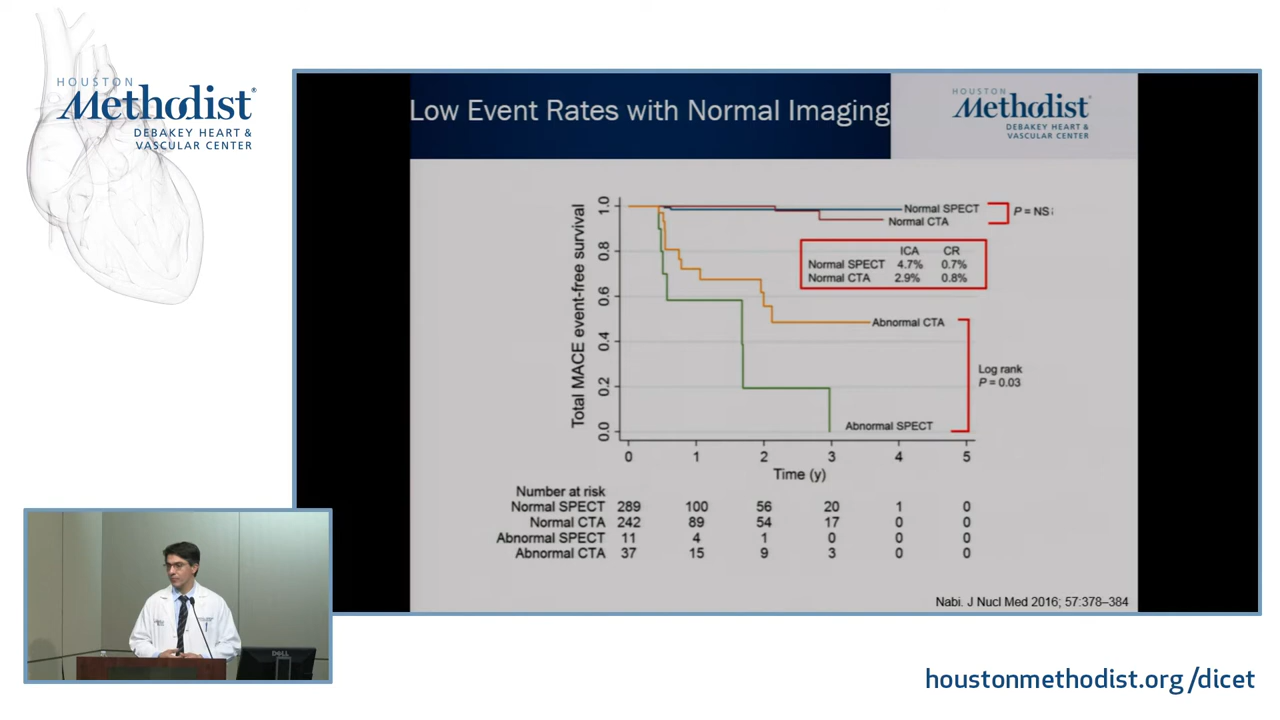 HOUSTON
Methodist®
DEBAKEY HEART &
VASCULAR CENTER
Low Event Rates with Normal Imaging
HOUSTON
Methodist
DEBAKEY HEART &
VASCULAR CENTER
Total MACE event-free survival
1.0
0.8
0.6
0.4
0.2
0.0
Normal SPECT
Normal CTA
P = NS
ICA CR
Normal SPECT 4.7% 0.7%
Normal CTA 2.9% 0.8%
Abnormal CTA
Log rank
P = 0.03
Abnormal SPECT
0 1 2 3 4 5
Time (y)
Number at risk
Normal SPECT 289 100 56 20 1 0
Normal CTA 242 89 54 17 0 0
Abnormal SPECT 11 4 1 0 0 0
Abnormal CTA 37 15 9 3 0 0
Nabi. J Nucl Med 2016; 57:378–384
DELL
houstonmethodist.org/dicet